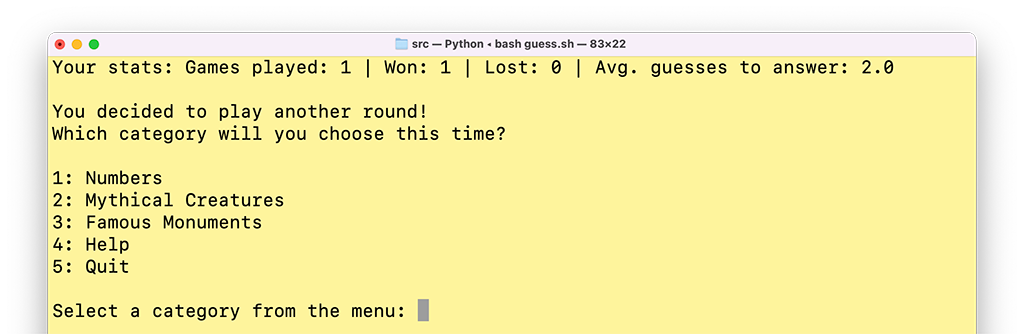 src — Python ◂ bash guess.sh — 83×22
Your stats: Games played: 1 | Won: 1 | Lost: 0 | Avg. guesses to answer: 2.0
You decided to play another round!
Which category will you choose this time?
1: Numbers
2: Mythical Creatures
3: Famous Monuments
4: Help
5: Quit
Select a category from the menu: